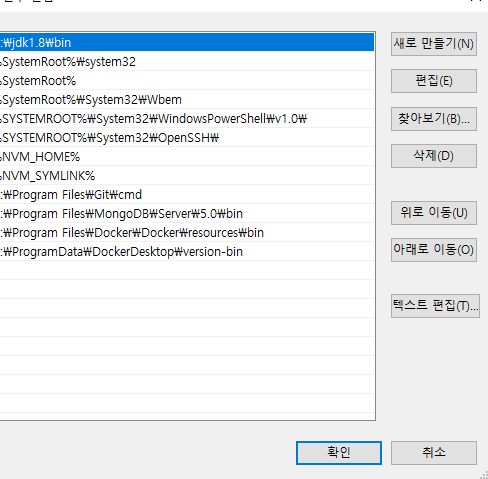 :₩jdk1.8₩bin
%SystemRoot%₩system32
%SystemRoot%
%SystemRoot%₩System32₩Wbem
%SYSTEMROOT%₩System32₩WindowsPowerShell₩v1.0₩
%SYSTEMROOT%₩System32₩OpenSSH₩
%NVM_HOME%
%NVM_SYMLINK%
:₩Program Files₩Git₩cmd
:₩Program Files₩MongoDB₩Server₩5.0₩bin
:₩Program Files₩Docker₩Docker₩resources₩bin
:₩ProgramData₩DockerDesktop₩version-bin
새로 만들기(N)
편집(E)
찾아보기(B)...
삭제(D)
위로 이동(U)
아래로 이동(O)
텍스트 편집(T)...
확인
취소